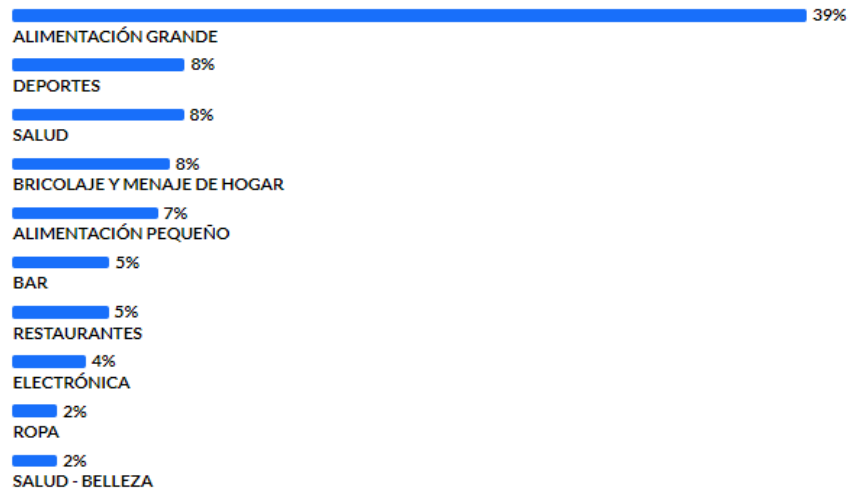 39%
ALIMENTACIÓN GRANDE
8%
DEPORTES
8%
SALUD
8%
BRICOLAJE Y MENAJE DE HOGAR
7%
ALIMENTACIÓN PEQUEÑO
5%
BAR
5%
RESTAURANTES
4%
ELECTRÓNICA
2%
ROPA
2%
SALUD - BELLEZA